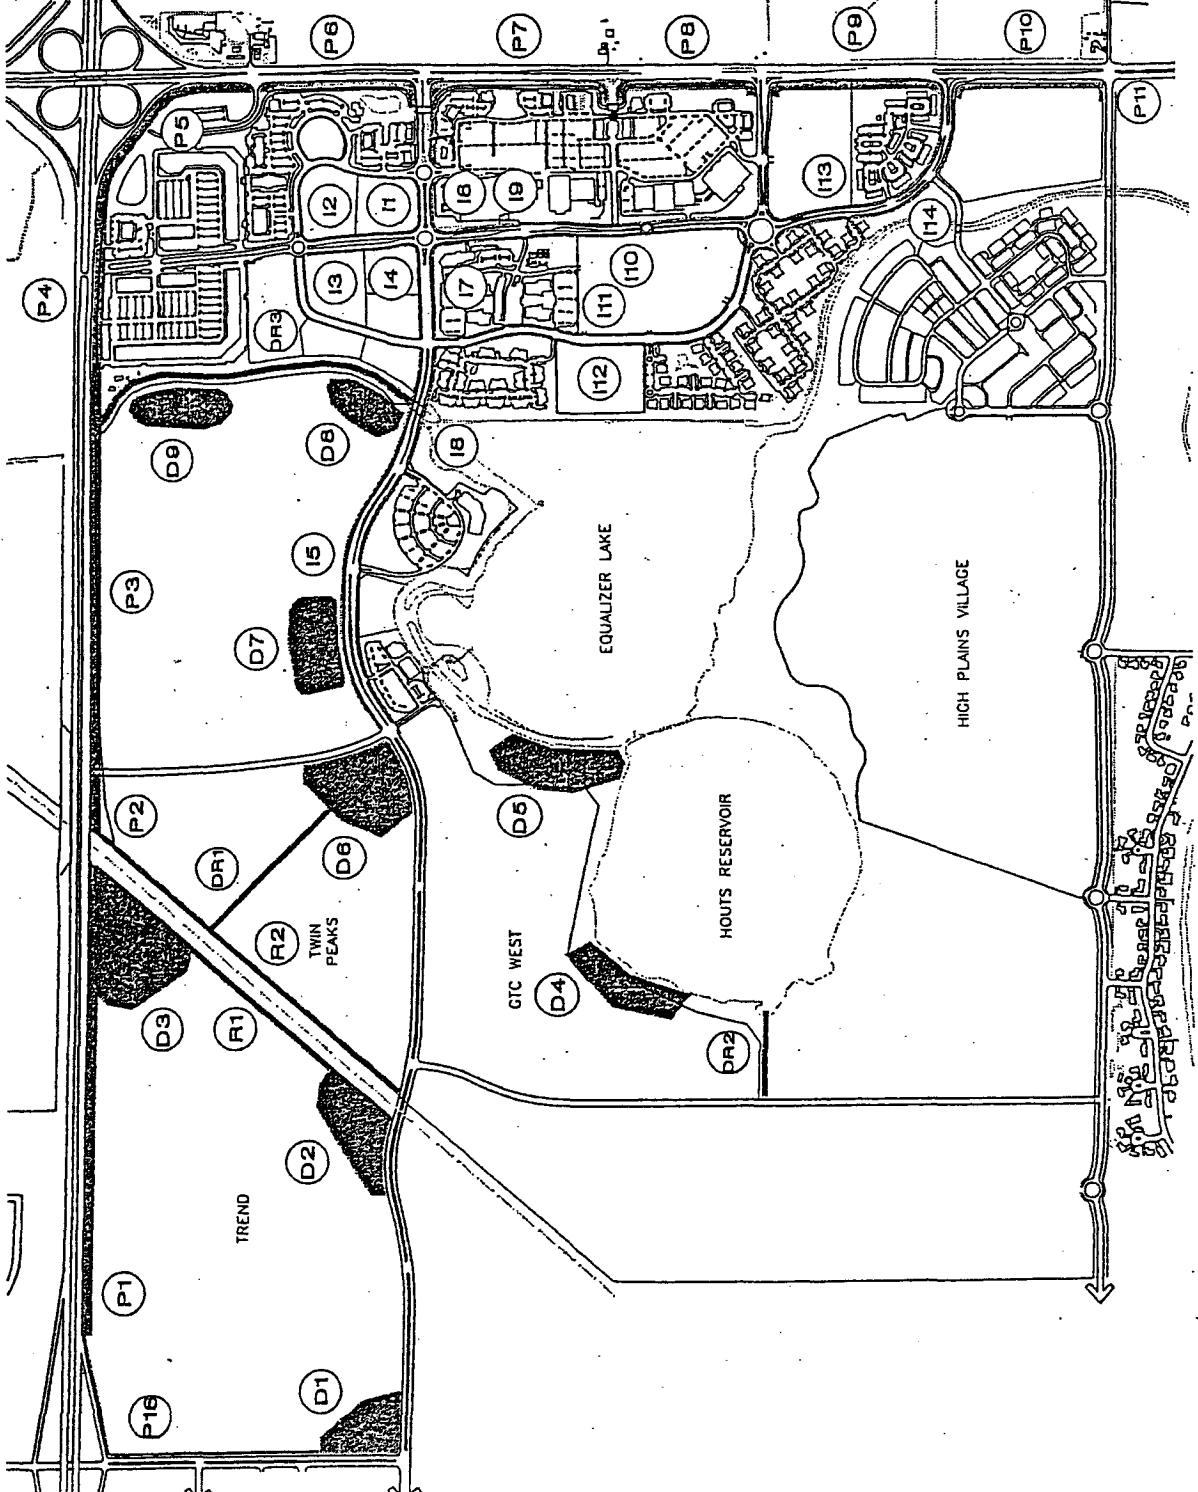 P4
P1
P3
P2
P16
D3
D9
P5
DR1
R1
TREND
D7
DR3
R2
D2
I5
D1
D8
TWIN
PEAKS
I2
P6
D6
I3
I1
I4
I8
I7
I8
GTC WEST
D5
I9
P7
D4
I12
I11
EQUALIZER LAKE
I10
P8
HOUTS RESERVOIR
DR2
I13
P9
I14
HIGH PLAINS VILLAGE
P10
P11